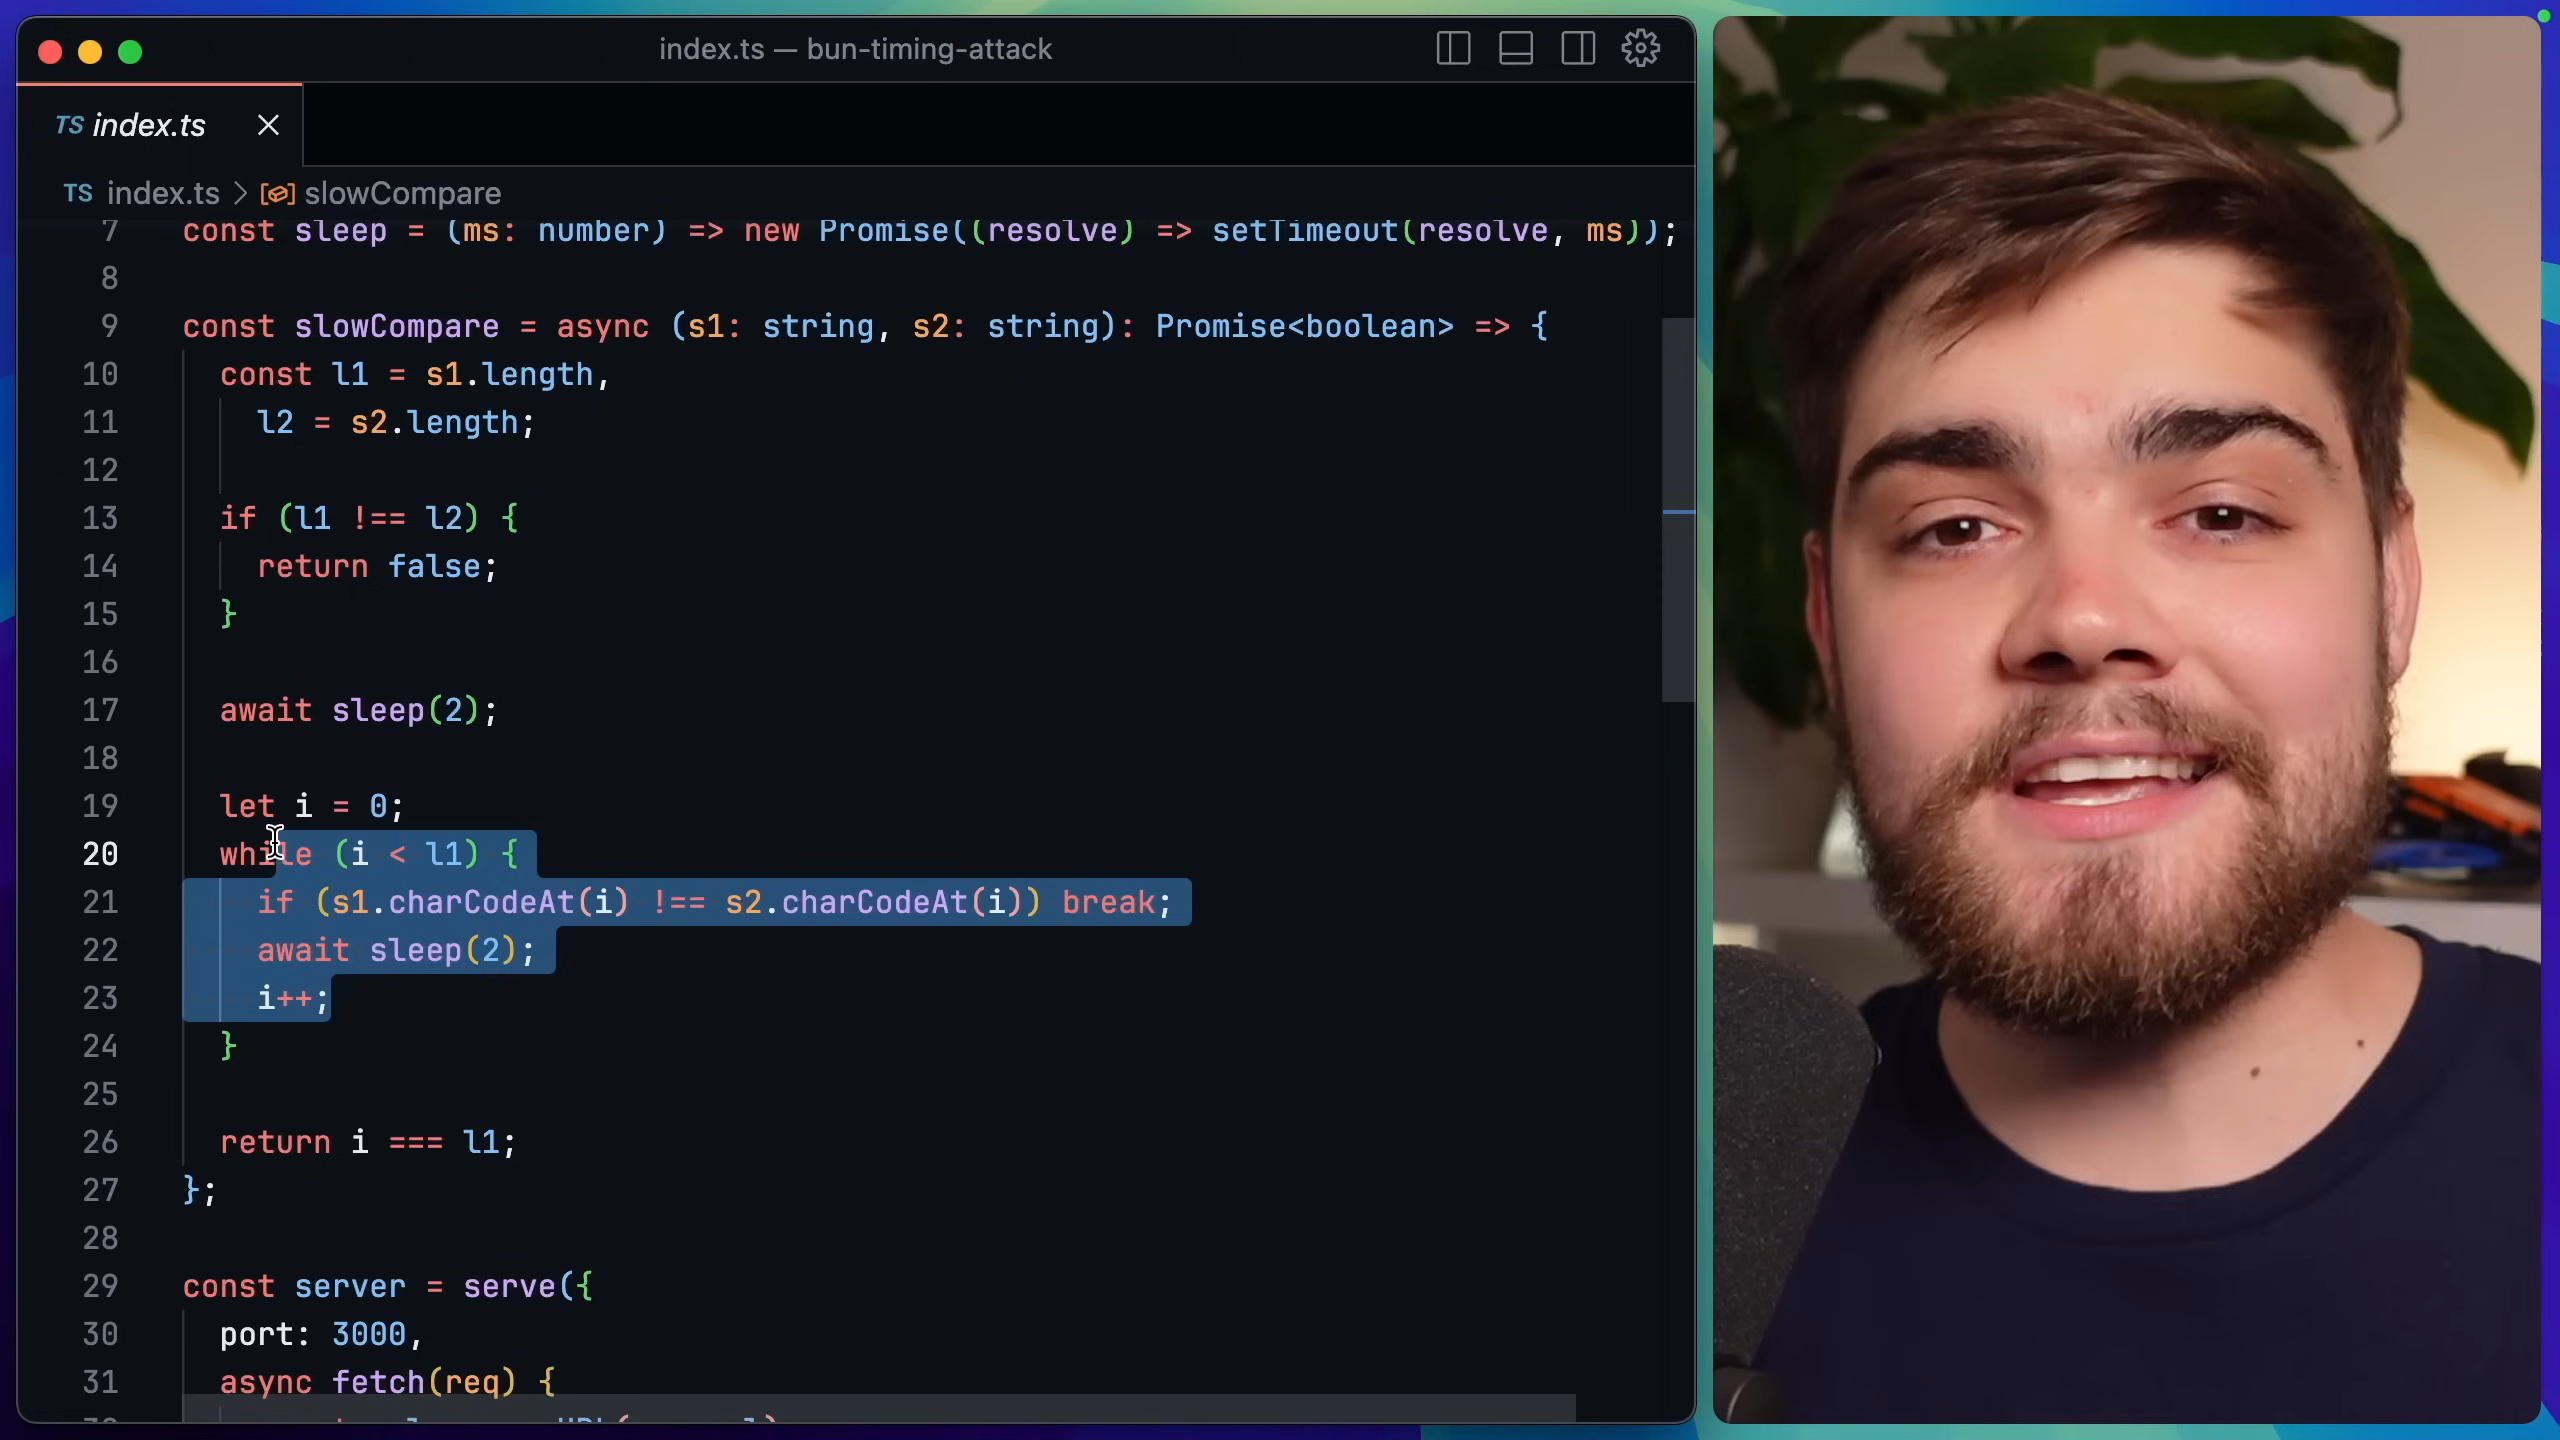 index.ts — bun-timing-attack
TS index.ts
TS index.ts > slowCompare
7 const sleep = (ms: number) => new Promise((resolve) => setTimeout(resolve, ms));
8
9 const slowCompare = async (s1: string, s2: string): Promise<boolean> => {
10 const l1 = s1.length,
11 l2 = s2.length;
12
13 if (l1 !== l2) {
14 return false;
15 }
16
17 await sleep(2);
18
19 let i = 0;
20 while (i < l1) {
21 if (s1.charCodeAt(i) !== s2.charCodeAt(i)) break;
22 await sleep(2);
23 i++;
24 }
25
26 return i === l1;
27 };
28
29 const server = serve({
30 port: 3000,
31 async fetch(req) {